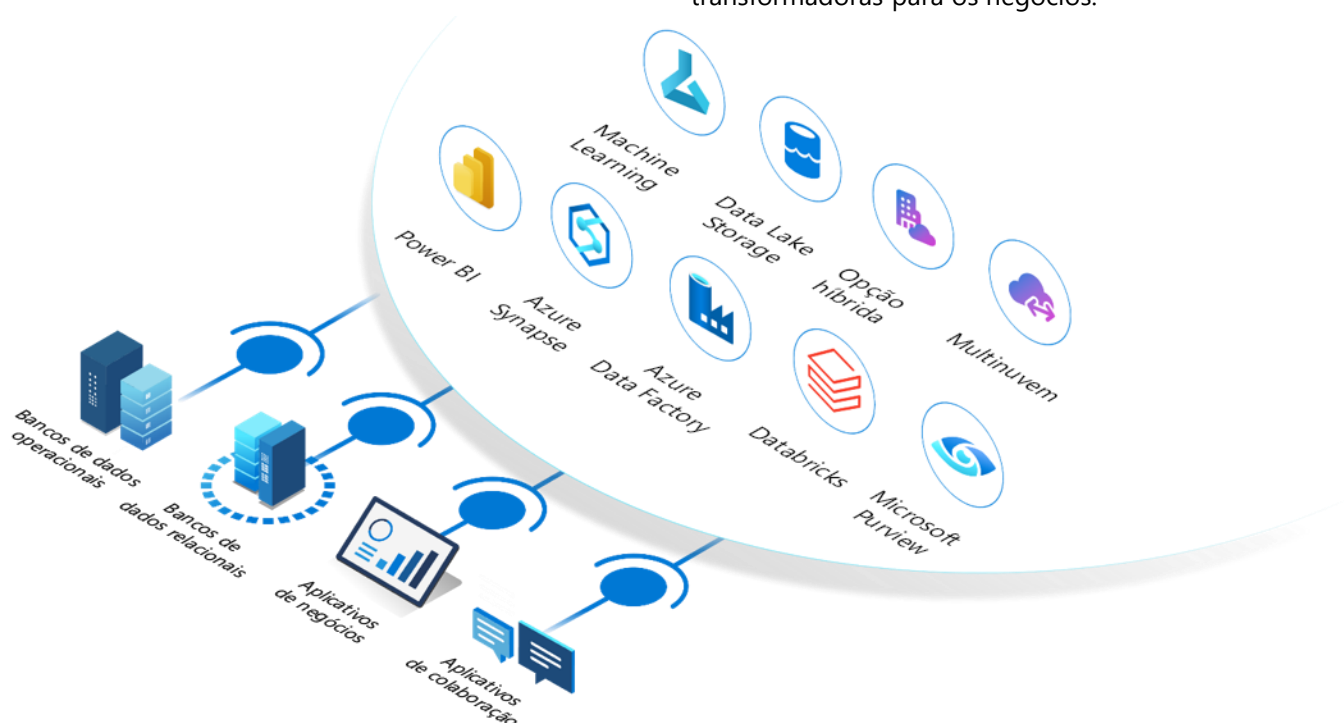 transformadoras para os negócios.
Machine
Learning
Data Lake
Storage
Opção
híbrida
Multinuvem
Power BI
Azure
Synapse
Azure
Data Factory
Databricks
Microsoft
Purview
Bancos de dados
operacionais
Bancos de
dados relacionais
Aplicativos
de negócios
Aplicativos
de colaboração